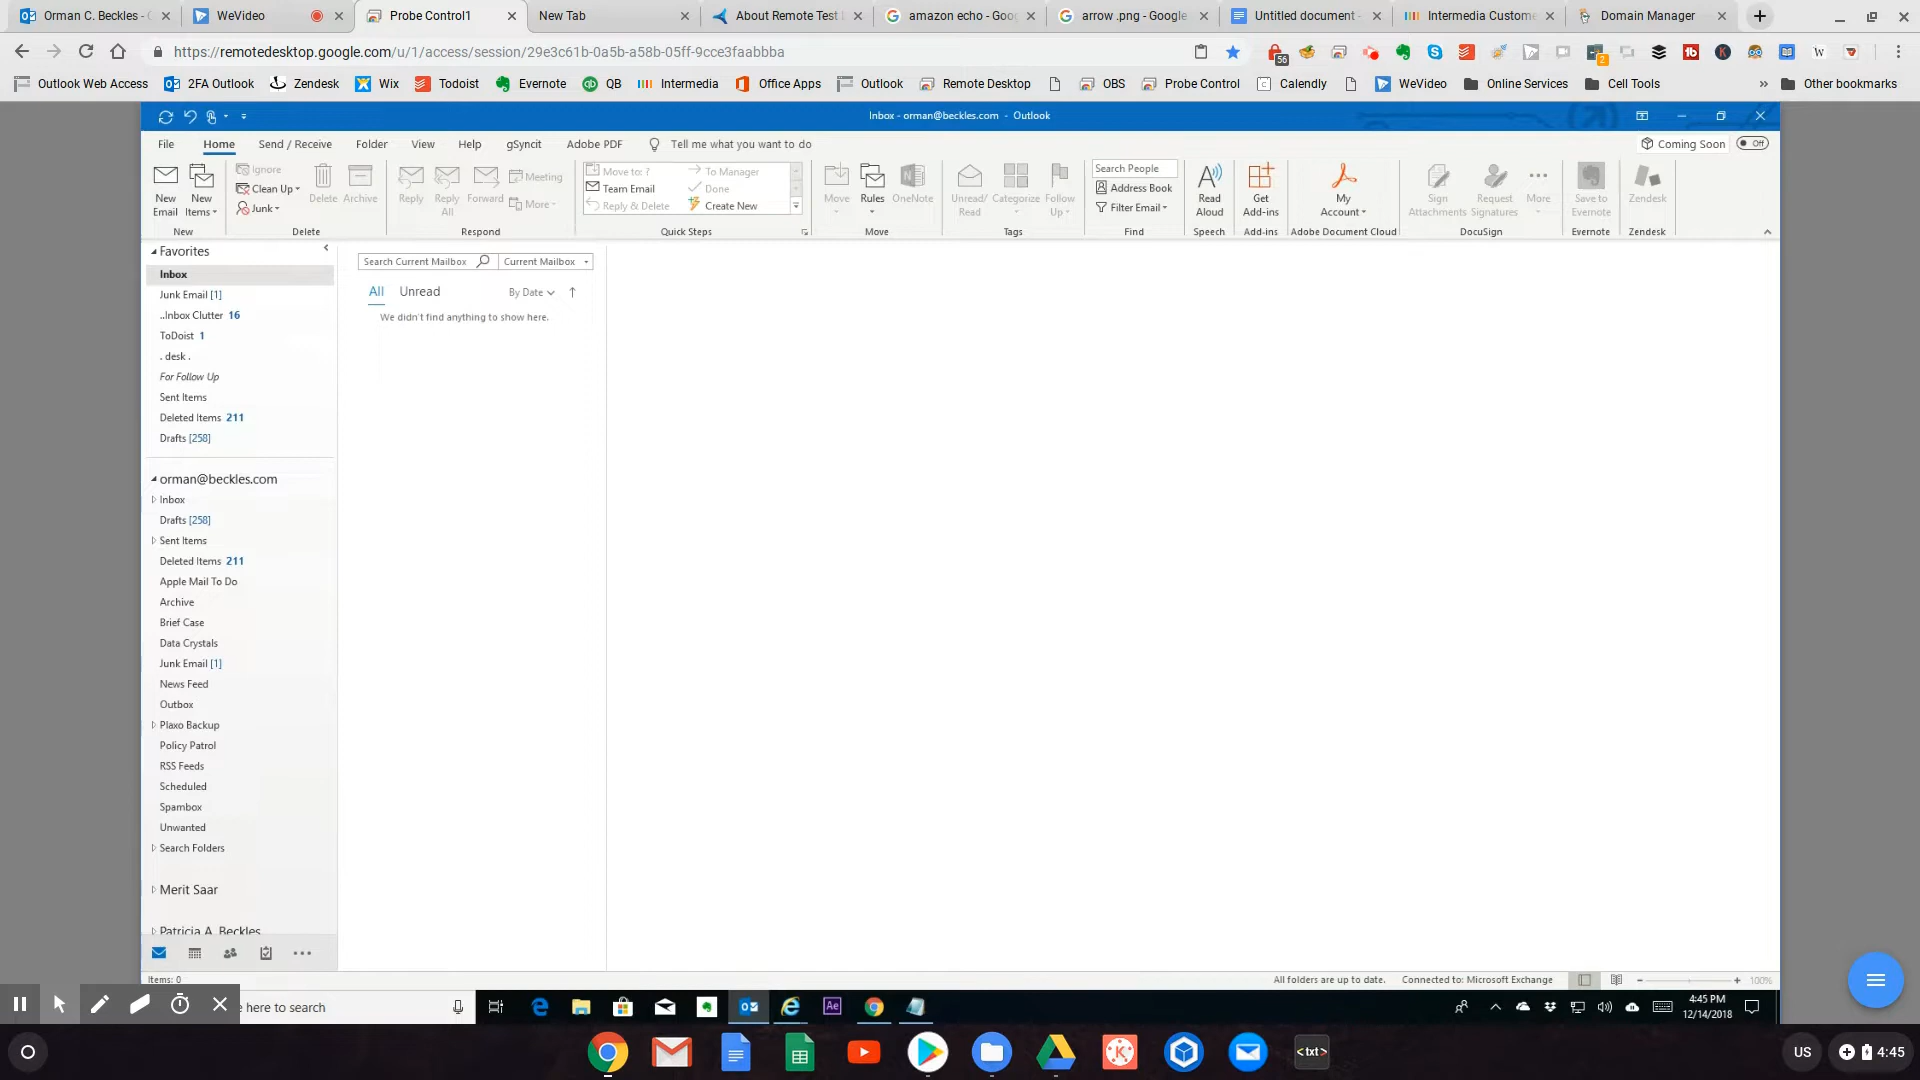 Orman C. Beckles - 
WeVideo
Probe Control1
New Tab
About Remote Test
amazon echo - Goo
arrow .png - Google
Untitled document -
Intermedia Custome
Domain Manager
https://remotedesktop.google.com/u/1/access/session/29e3c61b-0a5b-a58b-05ff-9cce3faabbba
56
2
Outlook Web Access
2FA Outlook
Zendesk
Wix
Todoist
Evernote
QB
Intermedia
Office Apps
Outlook
Remote Desktop
OBS
Probe Control
Calendly
WeVideo
Online Services
Cell Tools
»
Other bookmarks
Inbox - orman@beckles.com - Outlook
File Home Send / Receive Folder View Help gSyncit Adobe PDF Tell me what you want to do
Coming Soon Off
New Email
New Items
New
Ignore
Clean Up
Junk
Delete
Archive
Delete
Reply
Reply All
Forward
Meeting
More
Respond
Move to: ?
Team Email
Reply & Delete
To Manager
Done
Create New
Quick Steps
Move
Rules
OneNote
Move
Unread/ Read
Categorize
Follow Up
Tags
Search People
Address Book
Filter Email
Find
Read Aloud
Speech
Get Add-ins
Add-ins
My Account
Adobe Document Cloud
Sign Attachments
Request Signatures
More
DocuSign
Save to Evernote
Evernote
Zendesk
Zendesk
Favorites
Inbox
Junk Email [1]
..Inbox Clutter 16
ToDoist 1
. desk .
For Follow Up
Sent Items
Deleted Items 211
Drafts [258]
orman@beckles.com
Inbox
Drafts [258]
Sent Items
Deleted Items 211
Apple Mail To Do
Archive
Brief Case
Data Crystals
Junk Email [1]
News Feed
Outbox
Plaxo Backup
Policy Patrol
RSS Feeds
Scheduled
Spambox
Unwanted
Search Folders
Merit Saar
Patricia A. Beckles
Search Current Mailbox
Current Mailbox
All Unread By Date
We didn't find anything to show here.
Items: 0
All folders are up to date.
Connected to: Microsoft Exchange
100%
here to search
Ae
4:45 PM
12/14/2018
<txt>
US
4:45